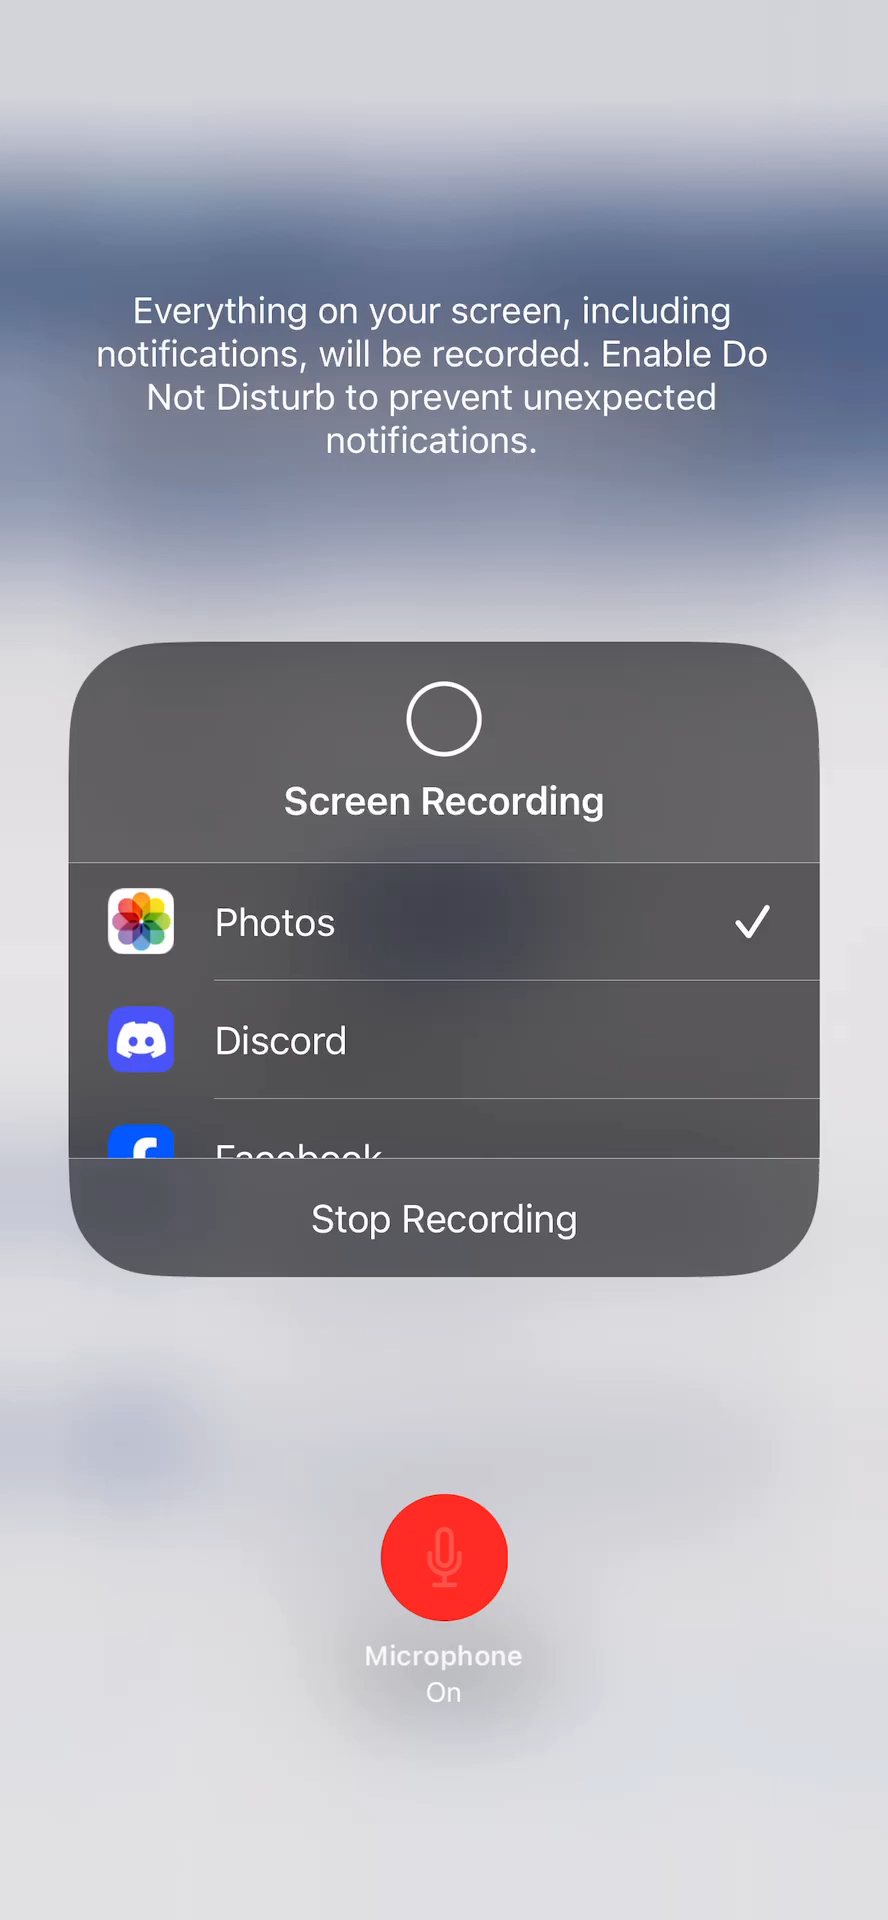 Everything on your screen, including
notifications, will be recorded. Enable Do
Not Disturb to prevent unexpected
notifications.
Screen Recording
Photos
Discord
Facebook
Stop Recording
Microphone
On